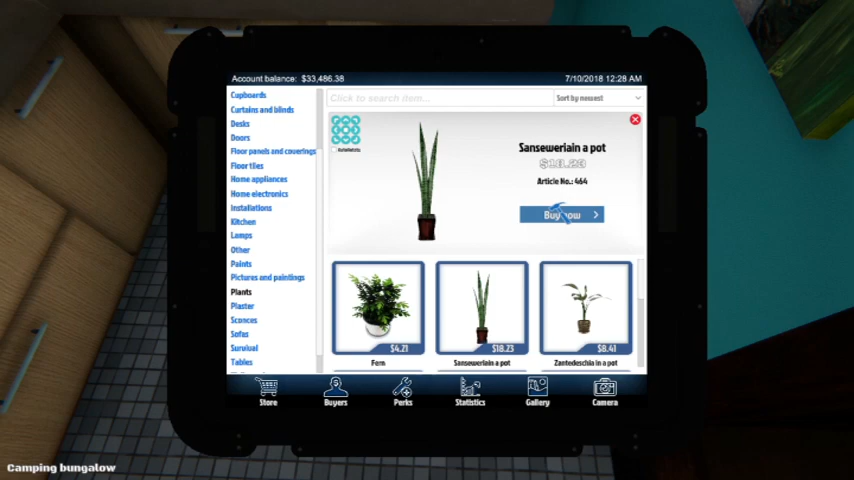 Account balance: $33,486.38
7/10/2018 12:28 AM
Cupboards
Curtains and blinds
Desks
Doors
Floor panels and coverings
Floor tiles
Home appliances
Home electronics
Installations
Kitchen
Lamps
Other
Paints
Pictures and paintings
Plants
Plaster
Sconces
Sofas
Survival
Tables
Click to search item...
Sort by newest
Sanseweriain a pot
$18.23
Article No.: 464
Buy now
$4.21
$18.23
$8.41
Fern
Sanseweriain a pot
Zantedeschia in a pot
Store
Buyers
Perks
Statistics
Gallery
Camera
Camping bungalow